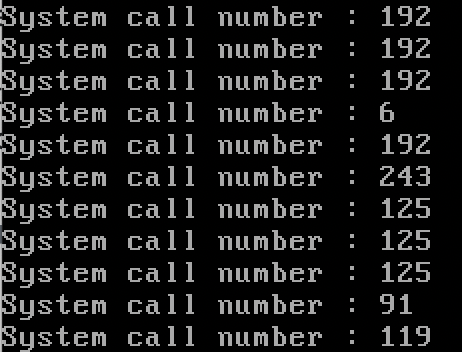 System call number : 192
System call number : 192
System call number : 192
System call number : 6
System call number : 192
System call number : 243
System call number : 125
System call number : 125
System call number : 125
System call number : 91
System call number : 119